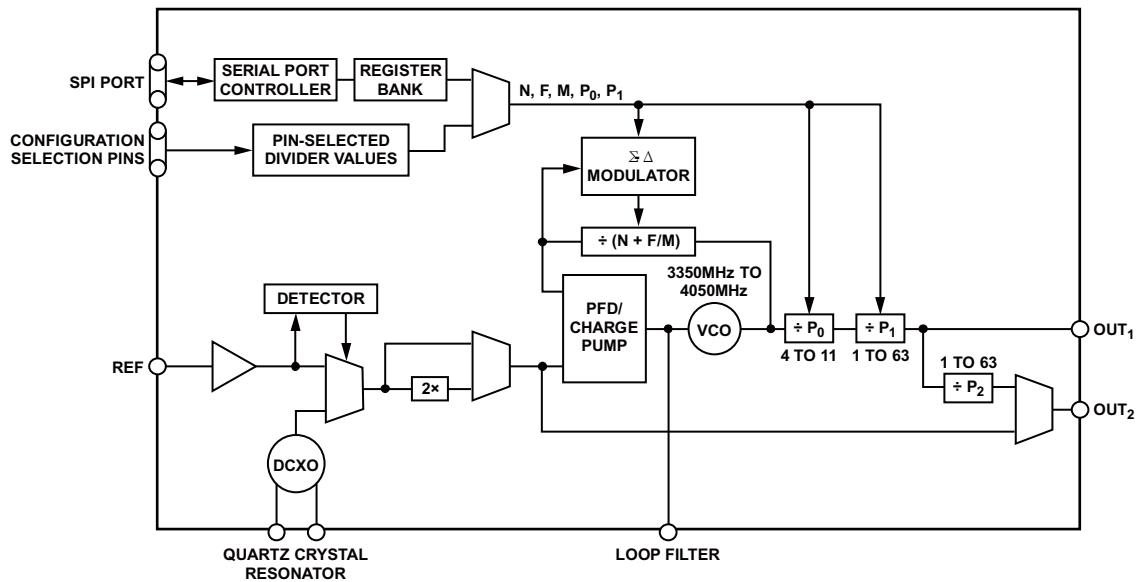 SPI PORT
SERIAL PORT
CONTROLLER
REGISTER
BANK
N, F, M, P0, P1
CONFIGURATION
SELECTION PINS
PIN-SELECTED
DIVIDER VALUES
Σ-Δ
MODULATOR
÷ (N + F/M)
3350MHz TO
4050MHz
DETECTOR
PFD/
CHARGE
PUMP
VCO
÷ P0
4 TO 11
÷ P1
1 TO 63
OUT1
REF
2×
1 TO 63
÷ P2
OUT2
DCXO
QUARTZ CRYSTAL
RESONATOR
LOOP FILTER